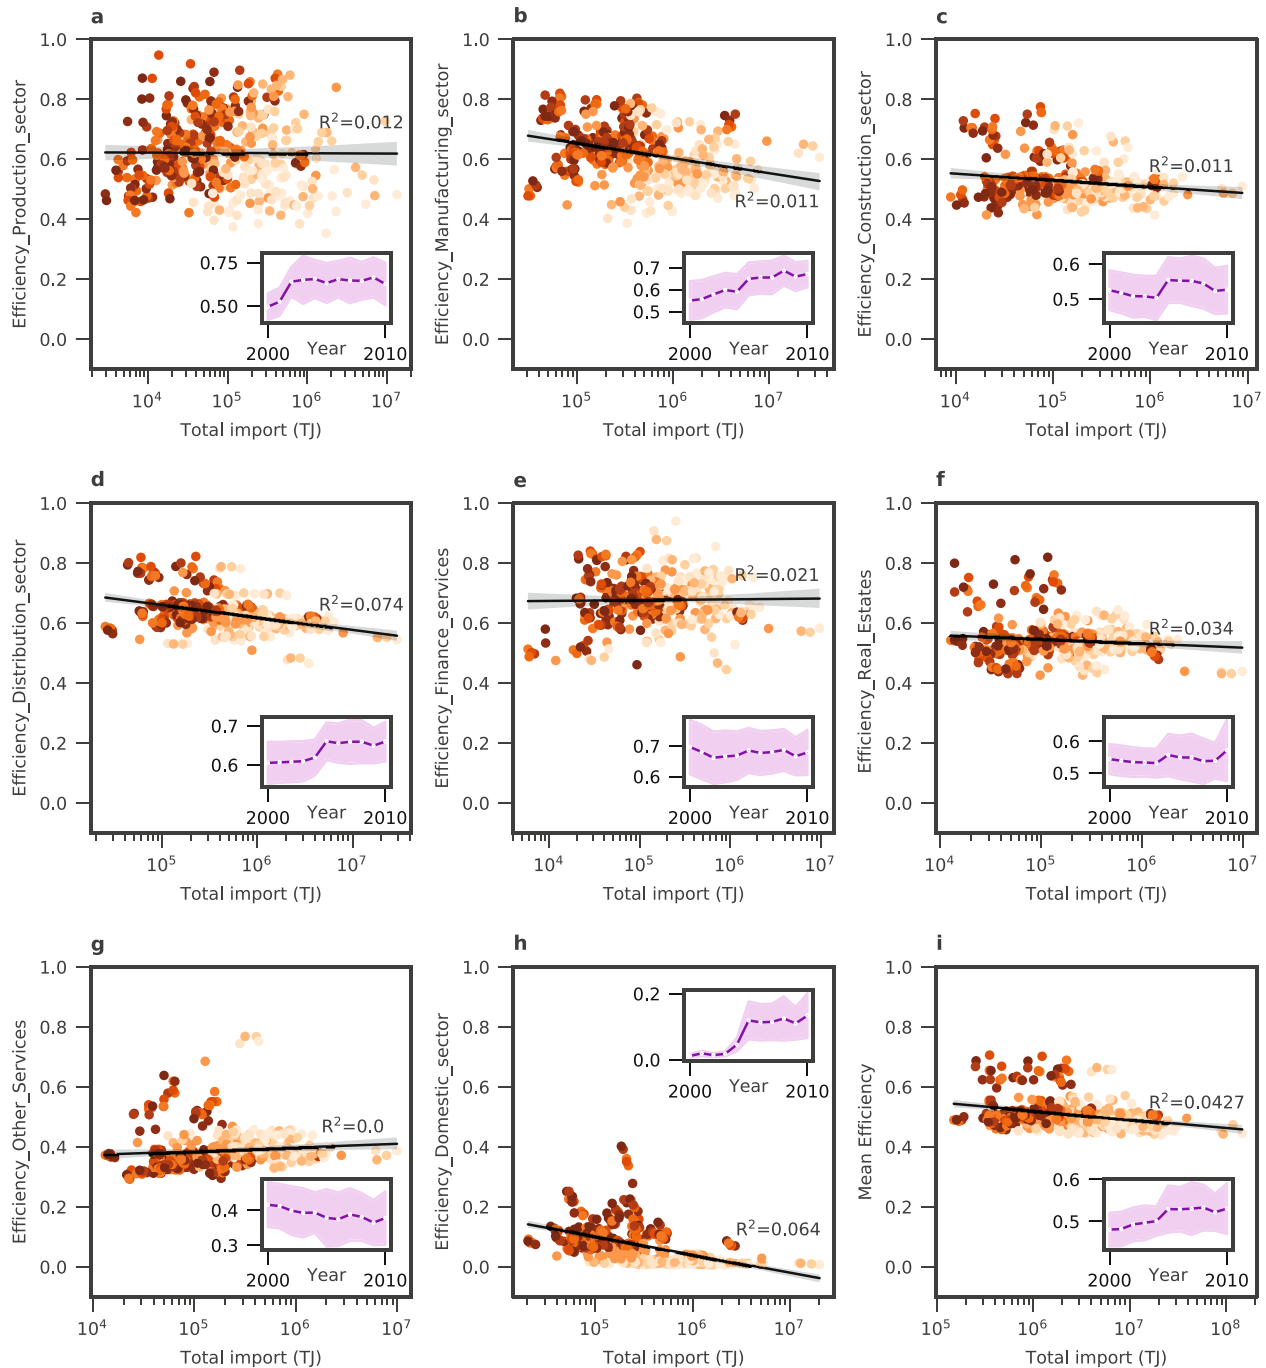 a
1.0
0.8
0.6
0.4
0.2
0.0
Efficiency_Production_sector
R²=0.012
0.75
0.50
2000
Year
2010
10⁴
10⁵
10⁶
10⁷
Total import (TJ)
b
1.0
0.8
0.6
0.4
0.2
0.0
Efficiency_Manufacturing_sector
R²=0.011
0.7
0.6
0.5
2000
Year
2010
10⁵
10⁶
10⁷
Total import (TJ)
c
1.0
0.8
0.6
0.4
0.2
0.0
Efficiency_Construction_sector
R²=0.011
0.6
0.5
2000
Year
2010
10⁴
10⁵
10⁶
10⁷
Total import (TJ)
d
1.0
0.8
0.6
0.4
0.2
0.0
Efficiency_Distribution_sector
R²=0.074
0.7
0.6
2000
Year
2010
10⁵
10⁶
10⁷
Total import (TJ)
e
1.0
0.8
0.6
0.4
0.2
0.0
Efficiency_Finance_services
R²=0.021
0.7
0.6
2000
Year
2010
10⁴
10⁵
10⁶
10⁷
Total import (TJ)
f
1.0
0.8
0.6
0.4
0.2
0.0
Efficiency_Real_Estates
R²=0.034
0.6
0.5
2000
Year
2010
10⁴
10⁵
10⁶
10⁷
Total import (TJ)
g
1.0
0.8
0.6
0.4
0.2
0.0
Efficiency_Other_Services
R²=0.0
0.4
0.3
2000
Year
2010
10⁴
10⁵
10⁶
10⁷
Total import (TJ)
h
1.0
0.8
0.6
0.4
0.2
0.0
Efficiency_Domestic_sector
0.2
0.0
2000
Year
2010
R²=0.064
10⁵
10⁶
10⁷
Total import (TJ)
i
1.0
0.8
0.6
0.4
0.2
0.0
Mean Efficiency
R²=0.0427
0.6
0.5
2000
Year
2010
10⁵
10⁶
10⁷
10⁸
Total import (TJ)